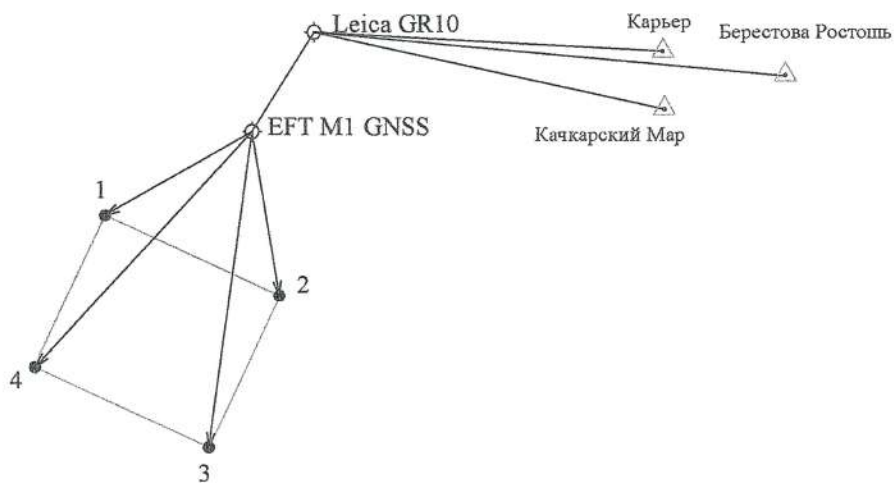 Leica GR10
Карьер
Берестова Ростошь
Качкарский Мар
EFT M1 GNSS
1
2
4
3